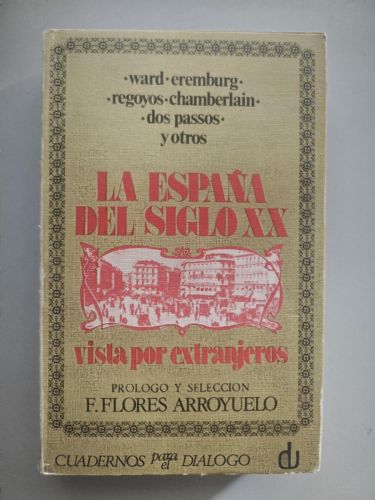 ·ward·eremburg·
·regoyos·chamberlain·
·dos passos·
y otros
LA ESPAÑA
DEL SIGLO XX
vista por extranjeros
PROLOGO Y SELECCION
F. FLORES ARROYUELO
CUADERNOS para el DIALOGO